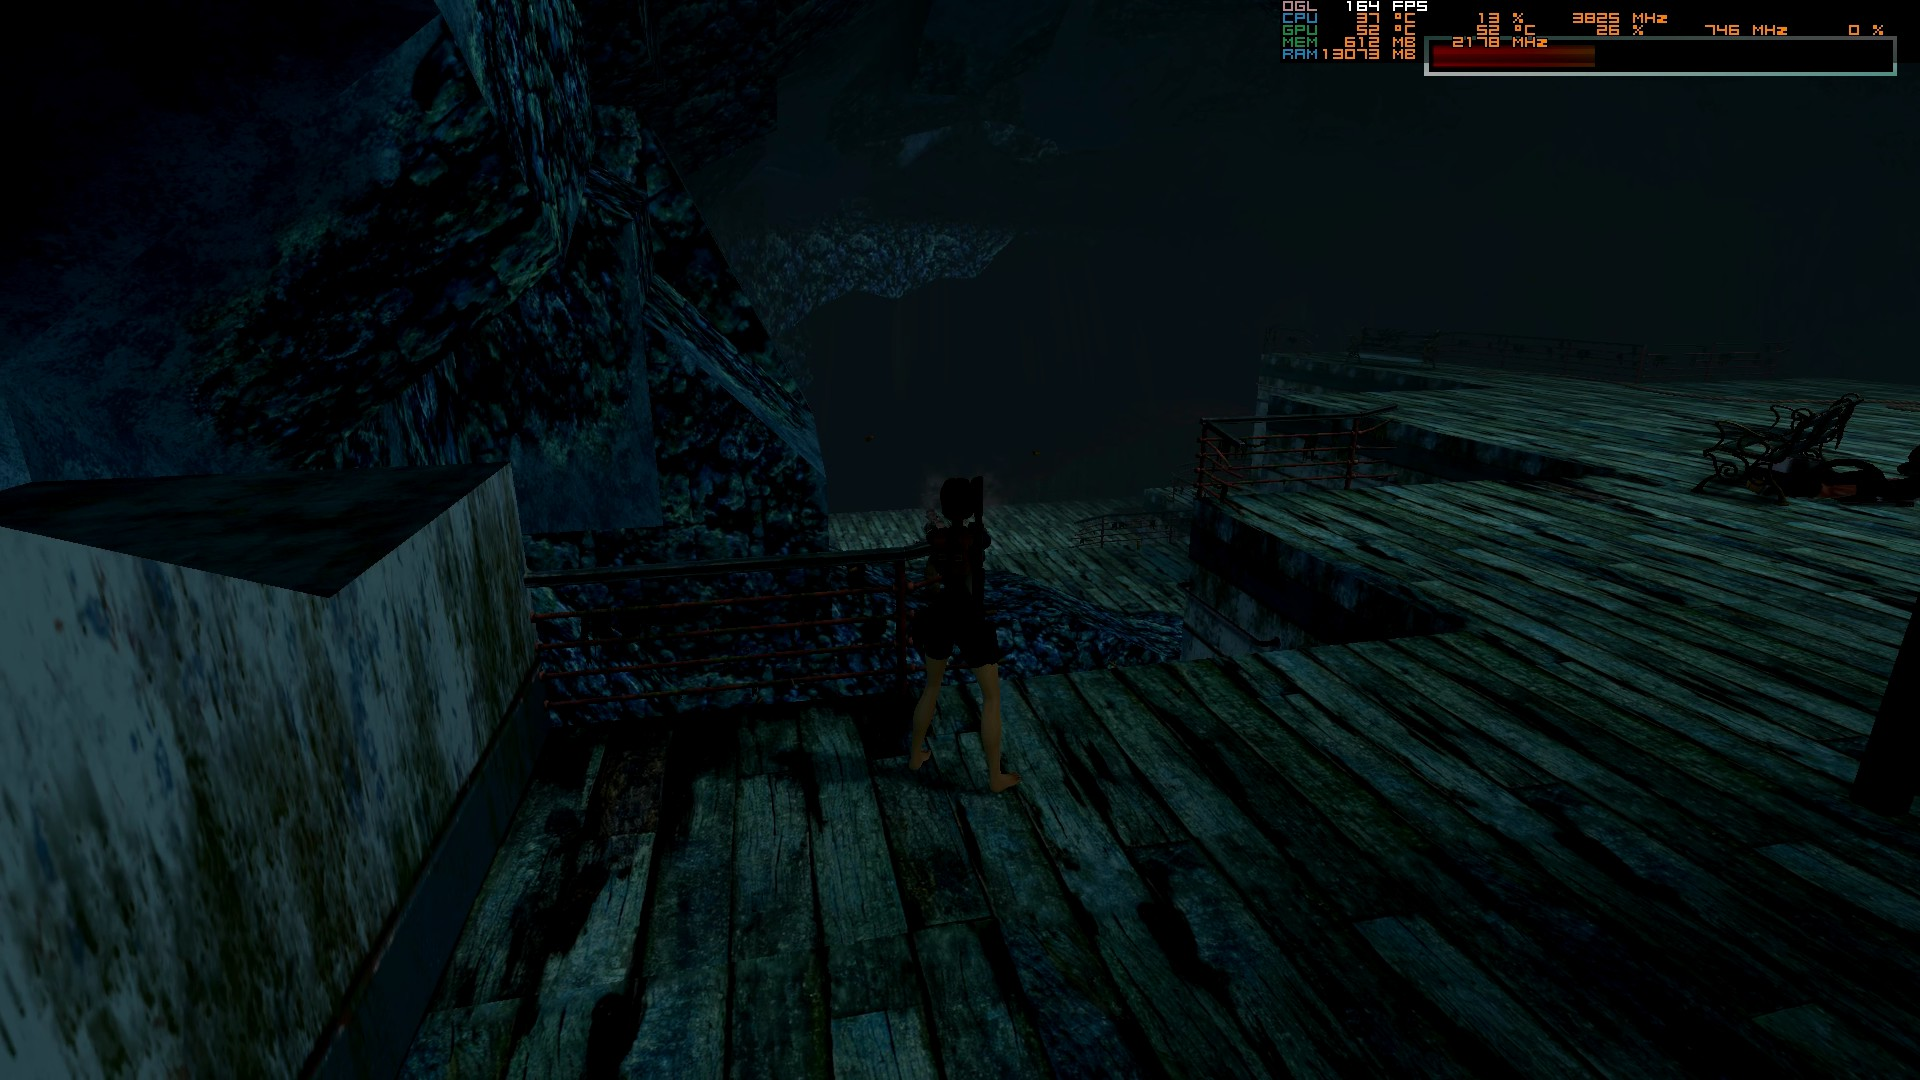 OGL 164 FPS
CPU 37 °C 13 % 3825 MHz
GPU 52 °C 52 °C 26 % 746 MHz 0 %
MEM 612 MB 2178 MHz
RAM 13073 MB